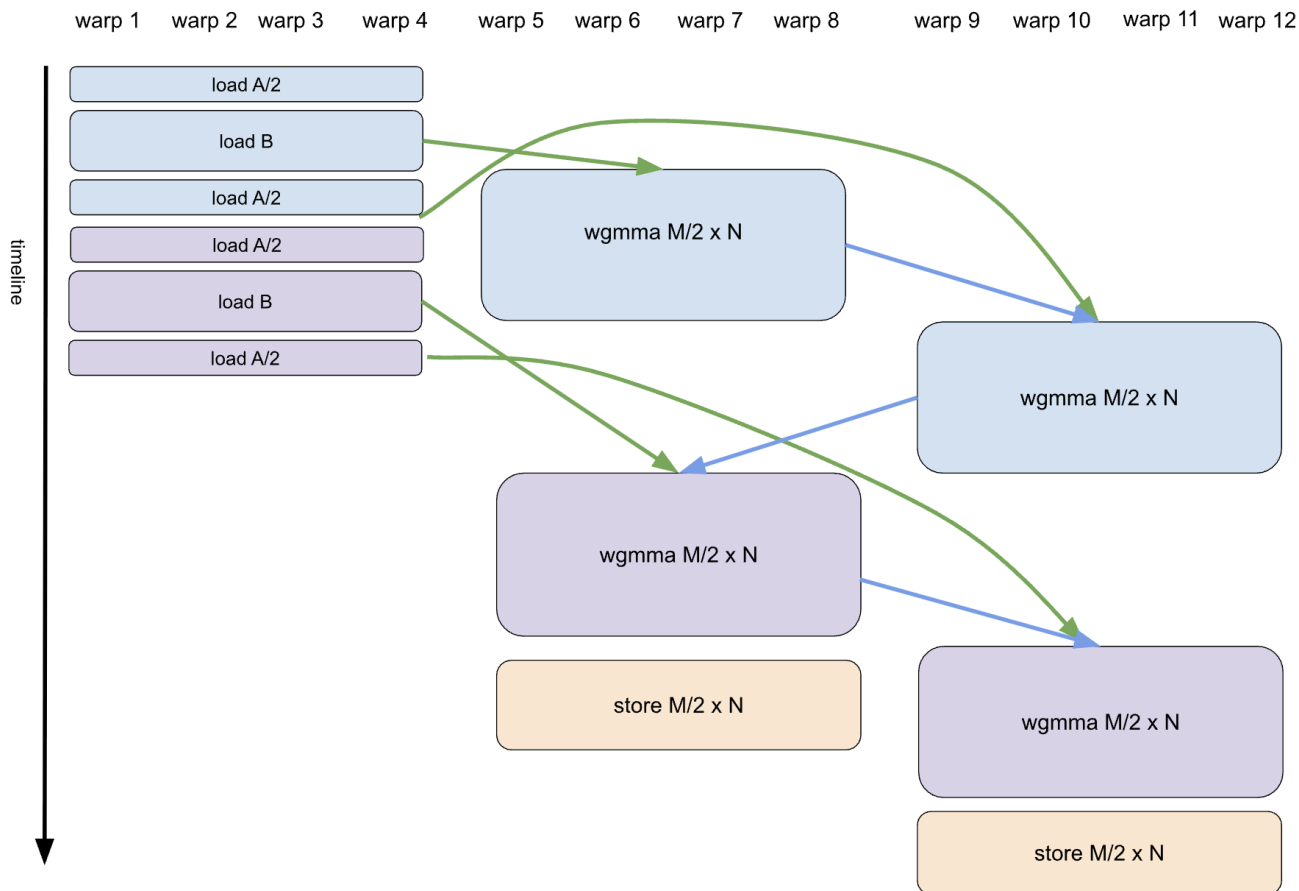 warp 1 warp 2 warp 3 warp 4 warp 5 warp 6 warp 7 warp 8 warp 9 warp 10 warp 11 warp 12
timeline
load A/2
load B
load A/2
load A/2
load B
load A/2
wgmma M/2 x N
wgmma M/2 x N
wgmma M/2 x N
store M/2 x N
wgmma M/2 x N
store M/2 x N